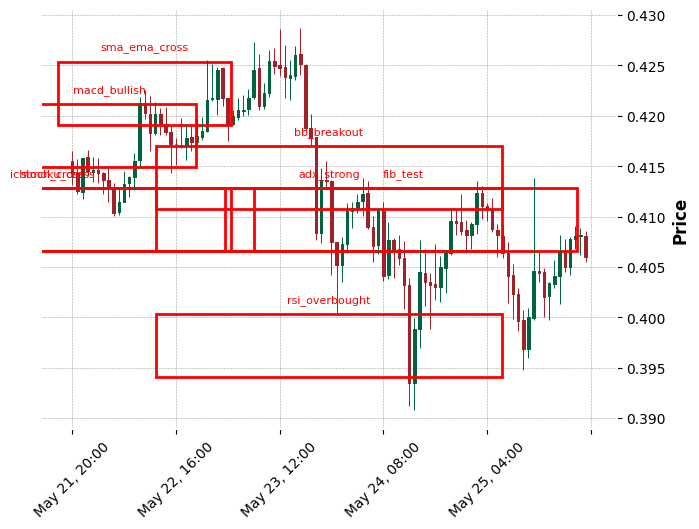 sma_ema_cross
macd_bullish
bb_breakout
adx_strong
fib_test
rsi_overbought
0.430
0.425
0.420
0.415
0.410
0.405
0.400
0.395
0.390
Price
May 21, 20:00
May 22, 16:00
May 23, 12:00
May 24, 08:00
May 25, 04:00